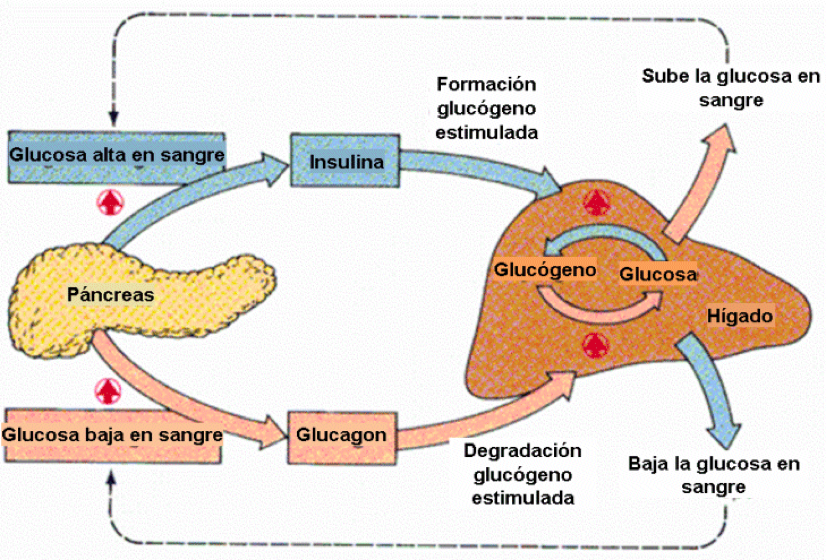 Formación
glucógeno
estimulada
Sube la glucosa en
sangre
Glucosa alta en sangre
Insulina
Glucógeno
Glucosa
Páncreas
Hígado
Glucosa baja en sangre
Glucagon
Degradación
glucógeno
estimulada
Baja la glucosa en
sangre